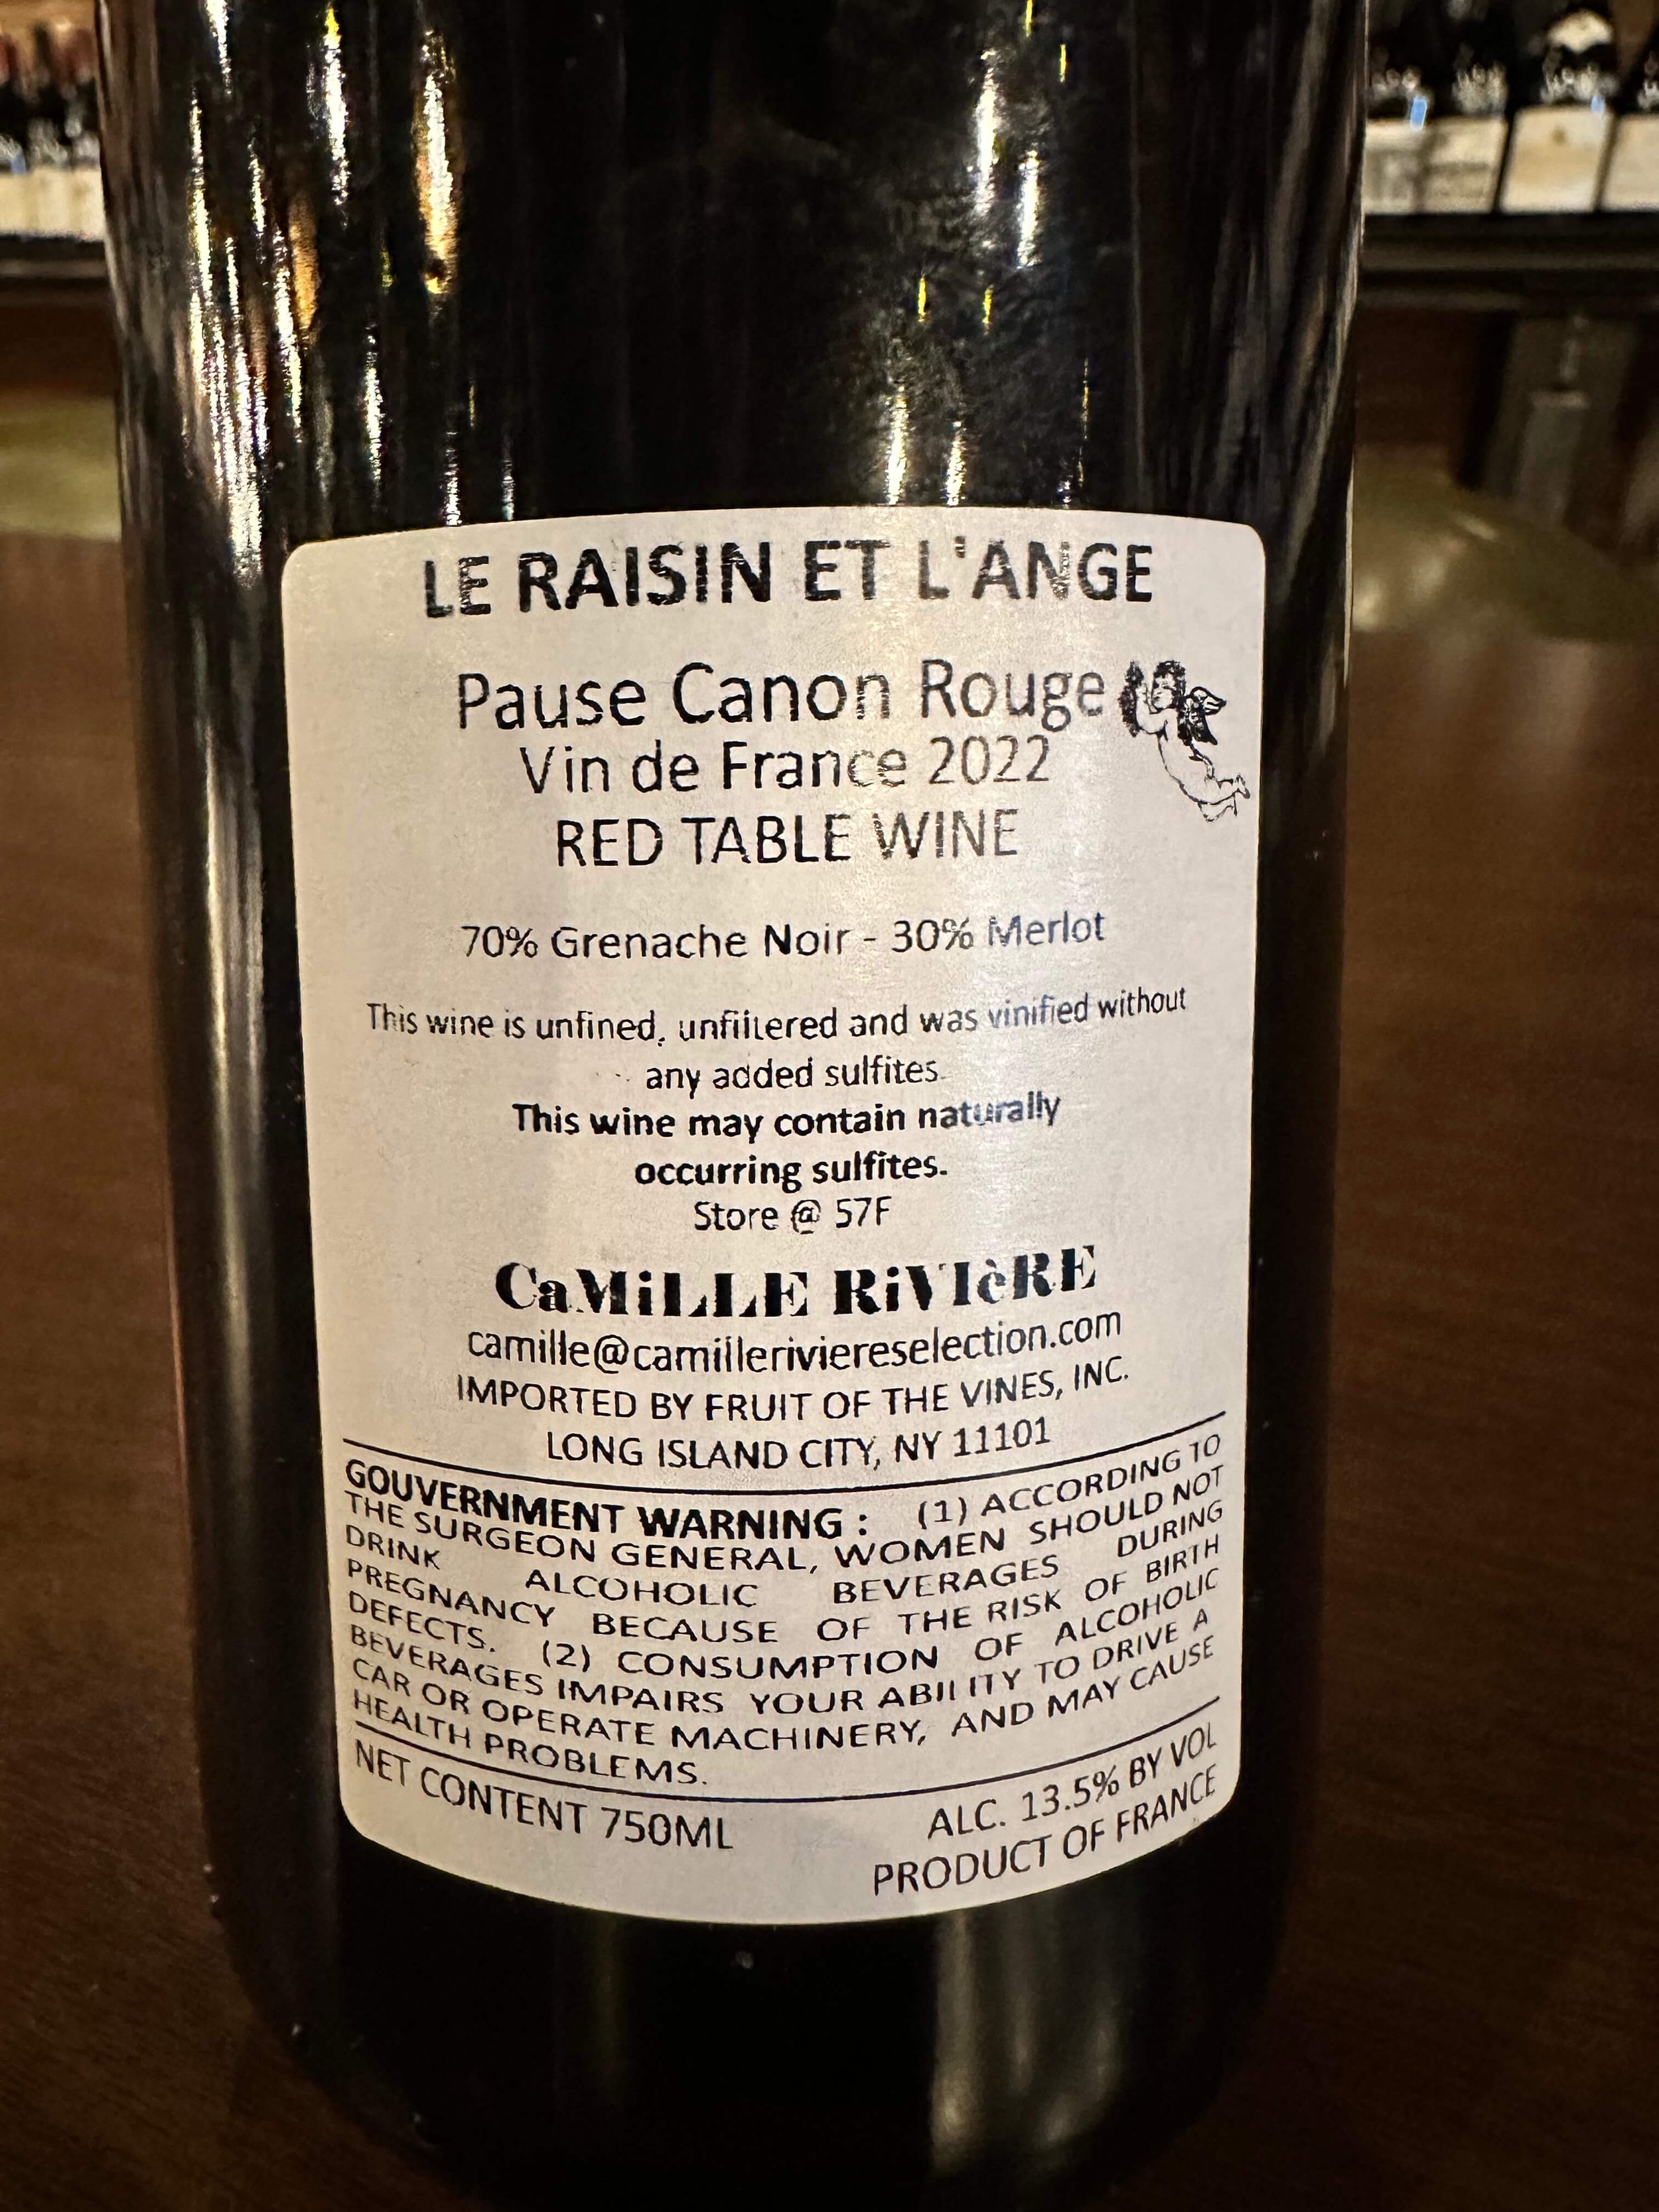 LE RAISIN ET L'ANGE
Pause Canon Rouge
Vin de France 2022
RED TABLE WINE
70% Grenache Noir - 30% Merlot
This wine is unfined, unfiltered and was vinified without
any added sulfites.
This wine may contain naturally
occurring sulfites.
Store @ 57F
CaMiLLE RiVIèRE
camille@camilleriviereselection.com
IMPORTED BY FRUIT OF THE VINES, INC.
LONG ISLAND CITY, NY 11101
GOUVERNMENT WARNING : (1) ACCORDING TO
THE SURGEON GENERAL, WOMEN SHOULD NOT
DRINK ALCOHOLIC BEVERAGES DURING
PREGNANCY BECAUSE OF THE RISK OF BIRTH
DEFECTS. (2) CONSUMPTION OF ALCOHOLIC
BEVERAGES IMPAIRS YOUR ABILITY TO DRIVE A
CAR OR OPERATE MACHINERY, AND MAY CAUSE
HEALTH PROBLEMS.
NET CONTENT 750ML
ALC. 13.5% BY VOL
PRODUCT OF FRANCE